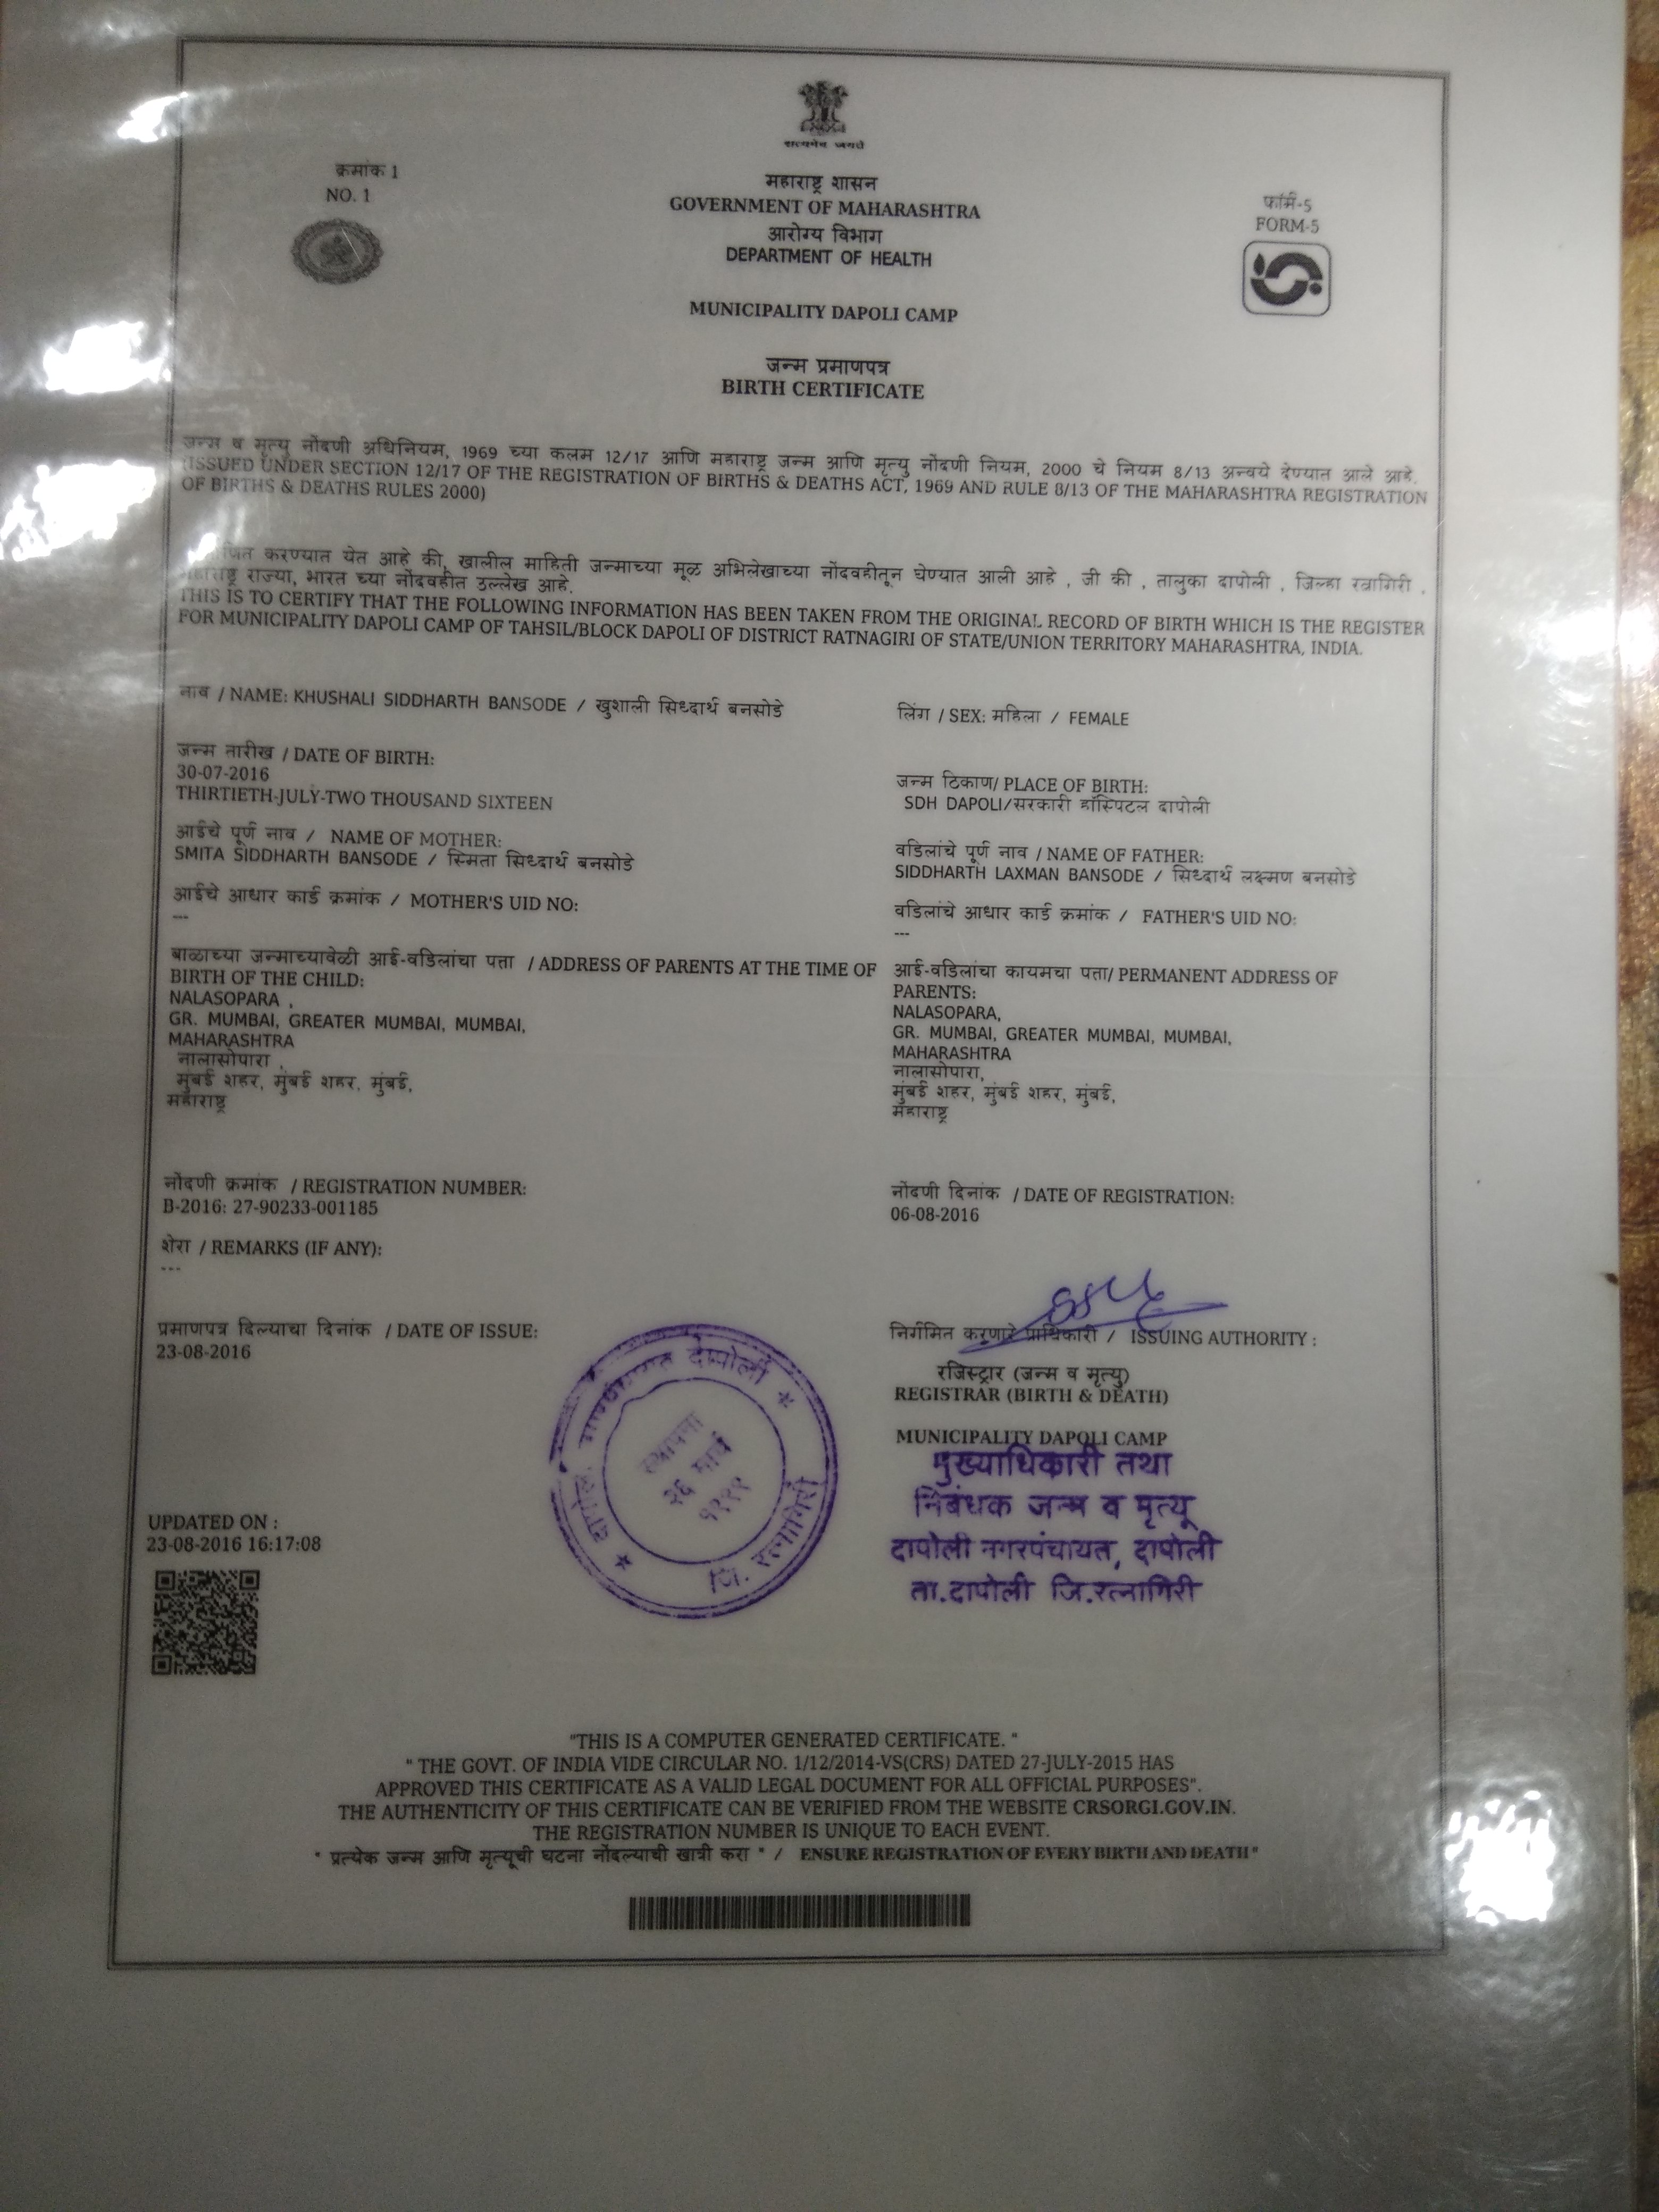 सत्यमेव जयते
क्रमांक 1
NO. 1
महाराष्ट्र शासन
GOVERNMENT OF MAHARASHTRA
आरोग्य विभाग
DEPARTMENT OF HEALTH
फॉर्म-5
FORM-5
MUNICIPALITY DAPOLI CAMP
जन्म प्रमाणपत्र
BIRTH CERTIFICATE
जन्म व मृत्यु नोंदणी अधिनियम, 1969 च्या कलम 12/17 आणि महाराष्ट्र जन्म आणि मृत्यु नोंदणी नियम, 2000 चे नियम 8/13 अन्वये देण्यात आले आहे.
(ISSUED UNDER SECTION 12/17 OF THE REGISTRATION OF BIRTHS & DEATHS ACT, 1969 AND RULE 8/13 OF THE MAHARASHTRA REGISTRATION
OF BIRTHS & DEATHS RULES 2000)
करण्यात येत आहे की, खालील माहिती जन्माच्या मूळ अभिलेखाच्या नोंदवहीतून घेण्यात आली आहे , जी की , तालुका दापोली , जिल्हा रत्नागिरी ,
महाराष्ट्र राज्या, भारत च्या नोंदवहीत उल्लेख आहे.
THIS IS TO CERTIFY THAT THE FOLLOWING INFORMATION HAS BEEN TAKEN FROM THE ORIGINAL RECORD OF BIRTH WHICH IS THE REGISTER
FOR MUNICIPALITY DAPOLI CAMP OF TAHSIL/BLOCK DAPOLI OF DISTRICT RATNAGIRI OF STATE/UNION TERRITORY MAHARASHTRA, INDIA.
नाव / NAME: KHUSHALI SIDDHARTH BANSODE / खुशाली सिध्दार्थ बनसोडे
लिंग / SEX: महिला / FEMALE
जन्म तारीख / DATE OF BIRTH:
30-07-2016
THIRTIETH-JULY-TWO THOUSAND SIXTEEN
जन्म ठिकाण/ PLACE OF BIRTH:
SDH DAPOLI/सरकारी हॉस्पिटल दापोली
आईचे पूर्ण नाव / NAME OF MOTHER:
SMITA SIDDHARTH BANSODE / स्मिता सिध्दार्थ बनसोडे
वडिलांचे पूर्ण नाव / NAME OF FATHER:
SIDDHARTH LAXMAN BANSODE / सिध्दार्थ लक्ष्मण बनसोडे
आईचे आधार कार्ड क्रमांक / MOTHER'S UID NO:
---
वडिलांचे आधार कार्ड क्रमांक / FATHER'S UID NO:
---
बाळाच्या जन्माच्यावेळी आई-वडिलांचा पत्ता / ADDRESS OF PARENTS AT THE TIME OF
BIRTH OF THE CHILD:
NALASOPARA ,
GR. MUMBAI, GREATER MUMBAI, MUMBAI,
MAHARASHTRA
नालासोपारा ,
मुंबई शहर, मुंबई शहर, मुंबई,
महाराष्ट्र
आई-वडिलांचा कायमचा पत्ता/ PERMANENT ADDRESS OF
PARENTS:
NALASOPARA,
GR. MUMBAI, GREATER MUMBAI, MUMBAI,
MAHARASHTRA
नालासोपारा,
मुंबई शहर, मुंबई शहर, मुंबई,
महाराष्ट्र
नोंदणी क्रमांक / REGISTRATION NUMBER:
B-2016: 27-90233-001185
नोंदणी दिनांक / DATE OF REGISTRATION:
06-08-2016
शेरा / REMARKS (IF ANY):
---
प्रमाणपत्र दिल्याचा दिनांक / DATE OF ISSUE:
23-08-2016
निर्गमित करणारे प्राधिकारी / ISSUING AUTHORITY :
रजिस्ट्रार (जन्म व मृत्यु)
REGISTRAR (BIRTH & DEATH)
MUNICIPALITY DAPOLI CAMP
मुख्याधिकारी तथा
निबंधक जन्म व मृत्यू
दापोली नगरपंचायत, दापोली
ता.दापोली जि.रत्नागिरी
दापोली
स्थापना
२६ मार्च
१९९९
जि. रत्नागिरी
UPDATED ON :
23-08-2016 16:17:08
"THIS IS A COMPUTER GENERATED CERTIFICATE. "
" THE GOVT. OF INDIA VIDE CIRCULAR NO. 1/12/2014-VS(CRS) DATED 27-JULY-2015 HAS
APPROVED THIS CERTIFICATE AS A VALID LEGAL DOCUMENT FOR ALL OFFICIAL PURPOSES".
THE AUTHENTICITY OF THIS CERTIFICATE CAN BE VERIFIED FROM THE WEBSITE CRSORGI.GOV.IN.
THE REGISTRATION NUMBER IS UNIQUE TO EACH EVENT.
" प्रत्येक जन्म आणि मृत्यूची घटना नोंदल्याची खात्री करा " / ENSURE REGISTRATION OF EVERY BIRTH AND DEATH "